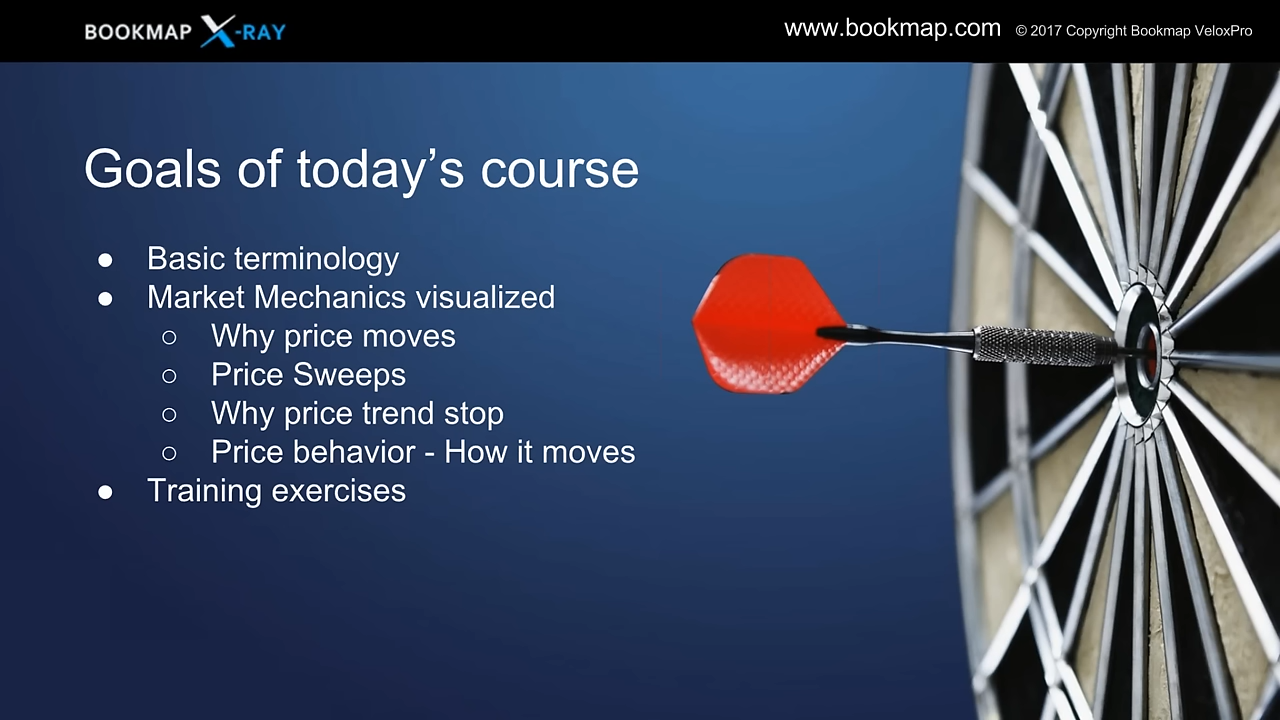 BOOKMAP X-RAY
www.bookmap.com © 2017 Copyright Bookmap VeloxPro
Goals of today’s course
● Basic terminology
● Market Mechanics visualized
○ Why price moves
○ Price Sweeps
○ Why price trend stop
○ Price behavior - How it moves
● Training exercises